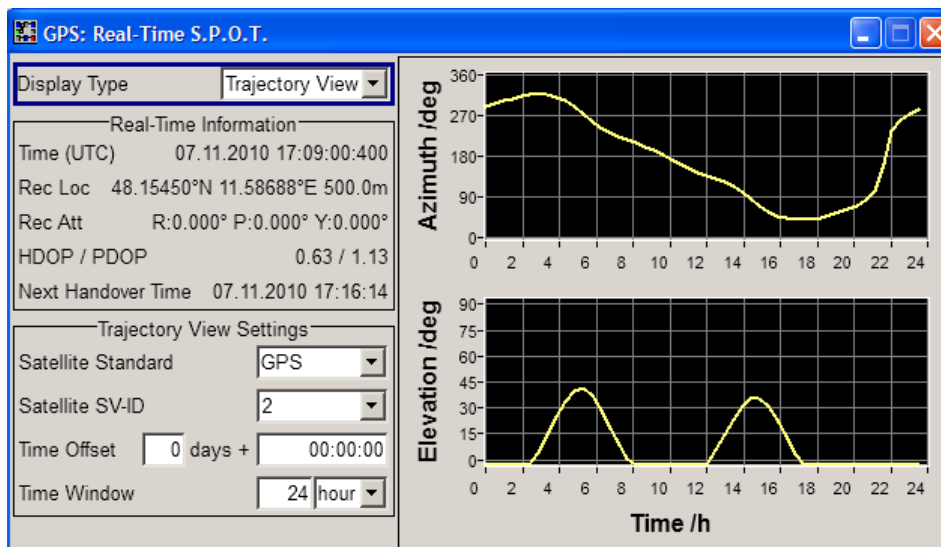 GPS: Real-Time S.P.O.T.
Display Type Trajectory View
Real-Time Information
Time (UTC) 07.11.2010 17:09:00:400
Rec Loc 48.15450°N 11.58688°E 500.0m
Rec Att R:0.000° P:0.000° Y:0.000°
HDOP / PDOP 0.63 / 1.13
Next Handover Time 07.11.2010 17:16:14
Trajectory View Settings
Satellite Standard GPS
Satellite SV-ID 2
Time Offset 0 days + 00:00:00
Time Window 24 hour
Azimuth /deg
360
270
180
90
0
0 2 4 6 8 10 12 14 16 18 20 22 24
Elevation /deg
90
75
60
45
30
15
0
0 2 4 6 8 10 12 14 16 18 20 22 24
Time /h